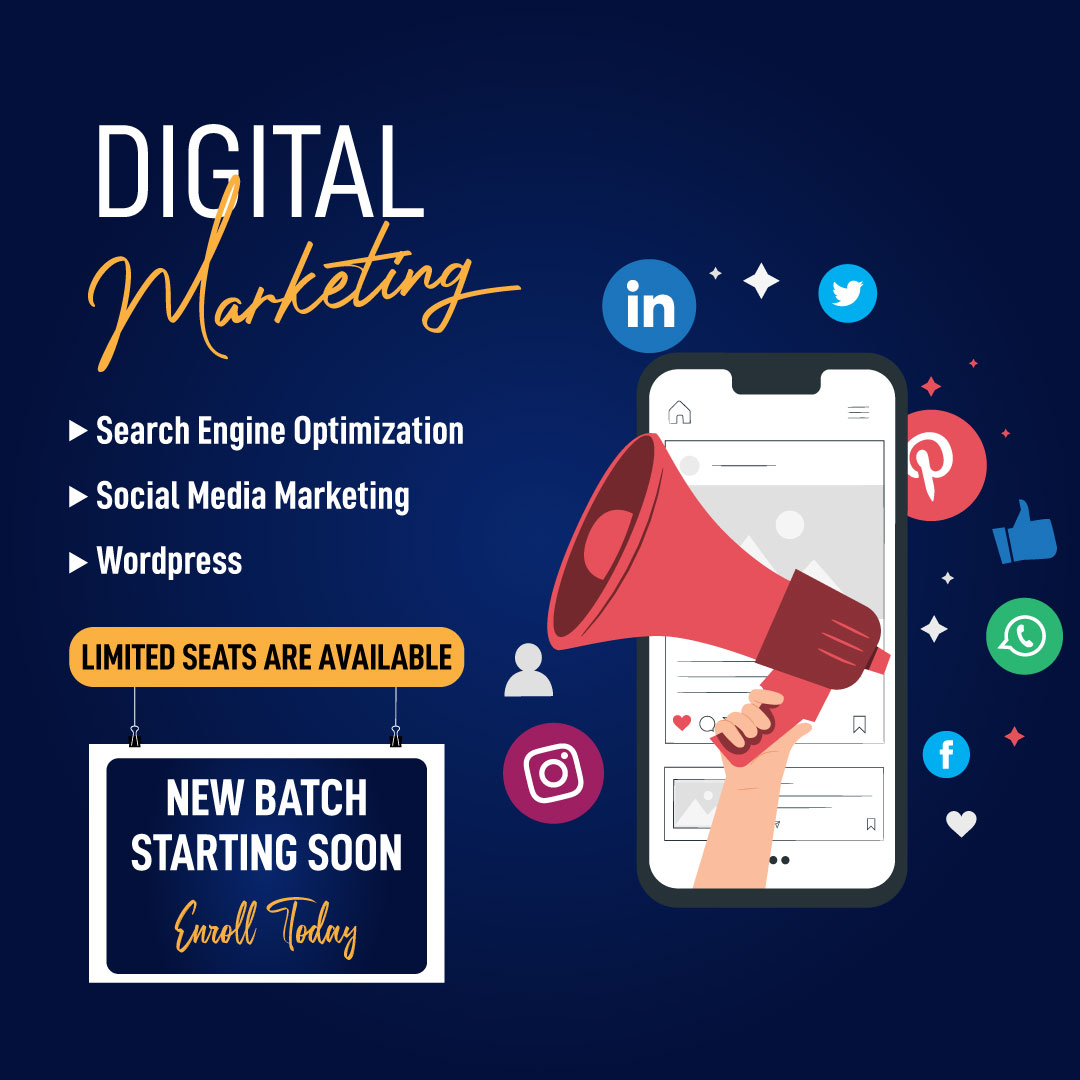 DIGITAL
Marketing
Search Engine Optimization
Social Media Marketing
Wordpress
LIMITED SEATS ARE AVAILABLE
NEW BATCH
STARTING SOON
Enroll Today
in